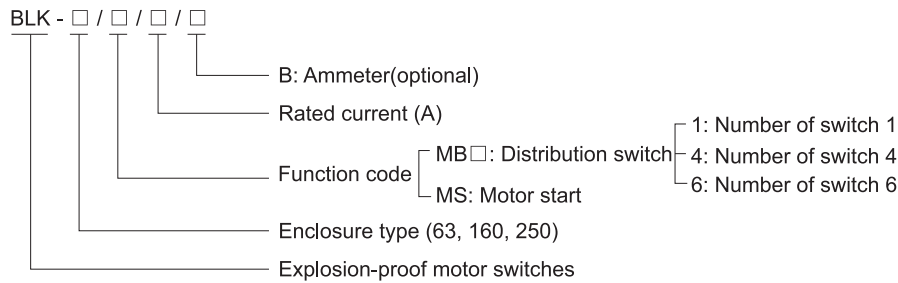 BLK - □ / □ / □ / □
B: Ammeter(optional)
Rated current (A)
Function code
MB□: Distribution switch
1: Number of switch 1
4: Number of switch 4
6: Number of switch 6
MS: Motor start
Enclosure type (63, 160, 250)
Explosion-proof motor switches